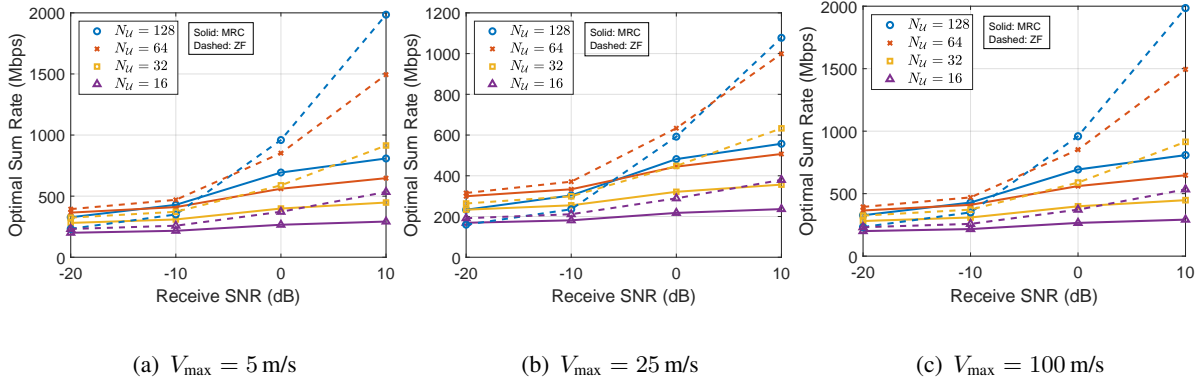 Optimal Sum Rate (Mbps)
2000
1500
1000
500
0
N_𝒰 = 128
N_𝒰 = 64
N_𝒰 = 32
N_𝒰 = 16
Solid: MRC
Dashed: ZF
-20 -10 0 10
Receive SNR (dB)
(a) V_max = 5 m/s
Optimal Sum Rate (Mbps)
1200
1000
800
600
400
200
0
N_𝒰 = 128
N_𝒰 = 64
N_𝒰 = 32
N_𝒰 = 16
Solid: MRC
Dashed: ZF
-20 -10 0 10
Receive SNR (dB)
(b) V_max = 25 m/s
Optimal Sum Rate (Mbps)
2000
1500
1000
500
0
N_𝒰 = 128
N_𝒰 = 64
N_𝒰 = 32
N_𝒰 = 16
Solid: MRC
Dashed: ZF
-20 -10 0 10
Receive SNR (dB)
(c) V_max = 100 m/s